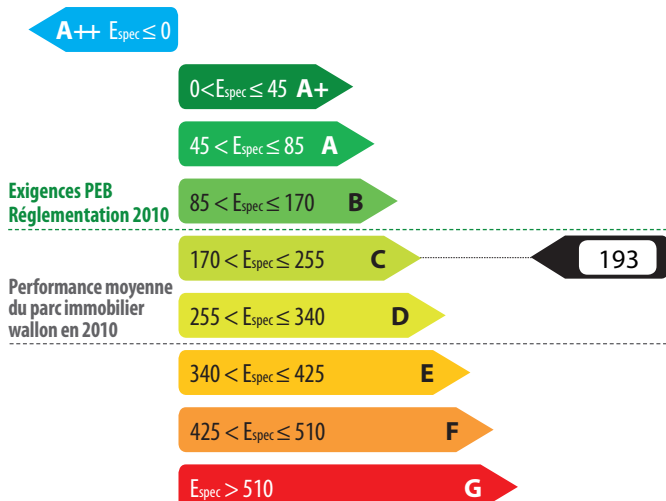 A++ Espec ≤ 0
0<Espec ≤ 45 A+
45 < Espec ≤ 85 A
Exigences PEB
Réglementation 2010
85 < Espec ≤ 170 B
170 < Espec ≤ 255 C
193
Performance moyenne
du parc immobilier
wallon en 2010
255 < Espec ≤ 340 D
340 < Espec ≤ 425 E
425 < Espec ≤ 510 F
Espec > 510 G